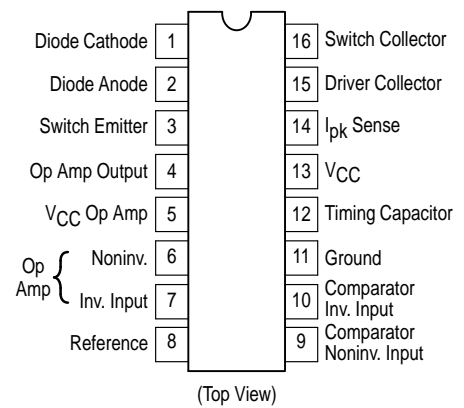 Diode Cathode 1 16 Switch Collector
Diode Anode 2 15 Driver Collector
Switch Emitter 3 14 Ipk Sense
Op Amp Output 4 13 VCC
VCC Op Amp 5 12 Timing Capacitor
Op Amp { Noninv. 6 11 Ground
Inv. Input 7 10 Comparator Inv. Input
Reference 8 9 Comparator Noninv. Input
(Top View)